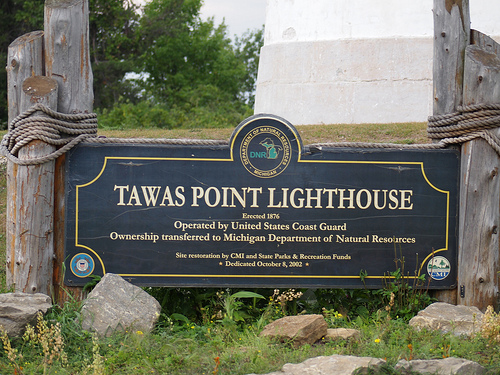 DEPARTMENT OF NATURAL RESOURCES
DNR
MICHIGAN
TAWAS POINT LIGHTHOUSE
Erected 1876
Operated by United States Coast Guard
Ownership transferred to Michigan Department of Natural Resources
Site restoration by CMI and State Parks & Recreation Funds
* Dedicated October 8, 2002 *
CMI